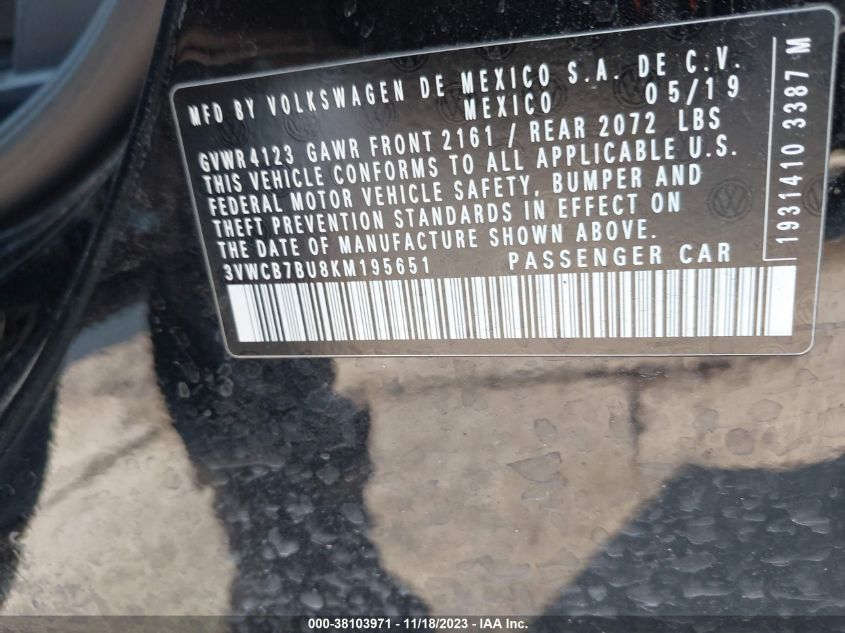 MFD BY VOLKSWAGEN DE MEXICO S.A. DE C.V.
MEXICO 05/19
GVWR4123 GAWR FRONT 2161 / REAR 2072 LBS
THIS VEHICLE CONFORMS TO ALL APPLICABLE U.S.
FEDERAL MOTOR VEHICLE SAFETY, BUMPER AND
THEFT PREVENTION STANDARDS IN EFFECT ON
THE DATE OF MANUFACTURE SHOWN ABOVE.
3VWCB7BU8KM195651 PASSENGER CAR
1931410 3387 M
000-38103971 - 11/18/2023 - IAA Inc.